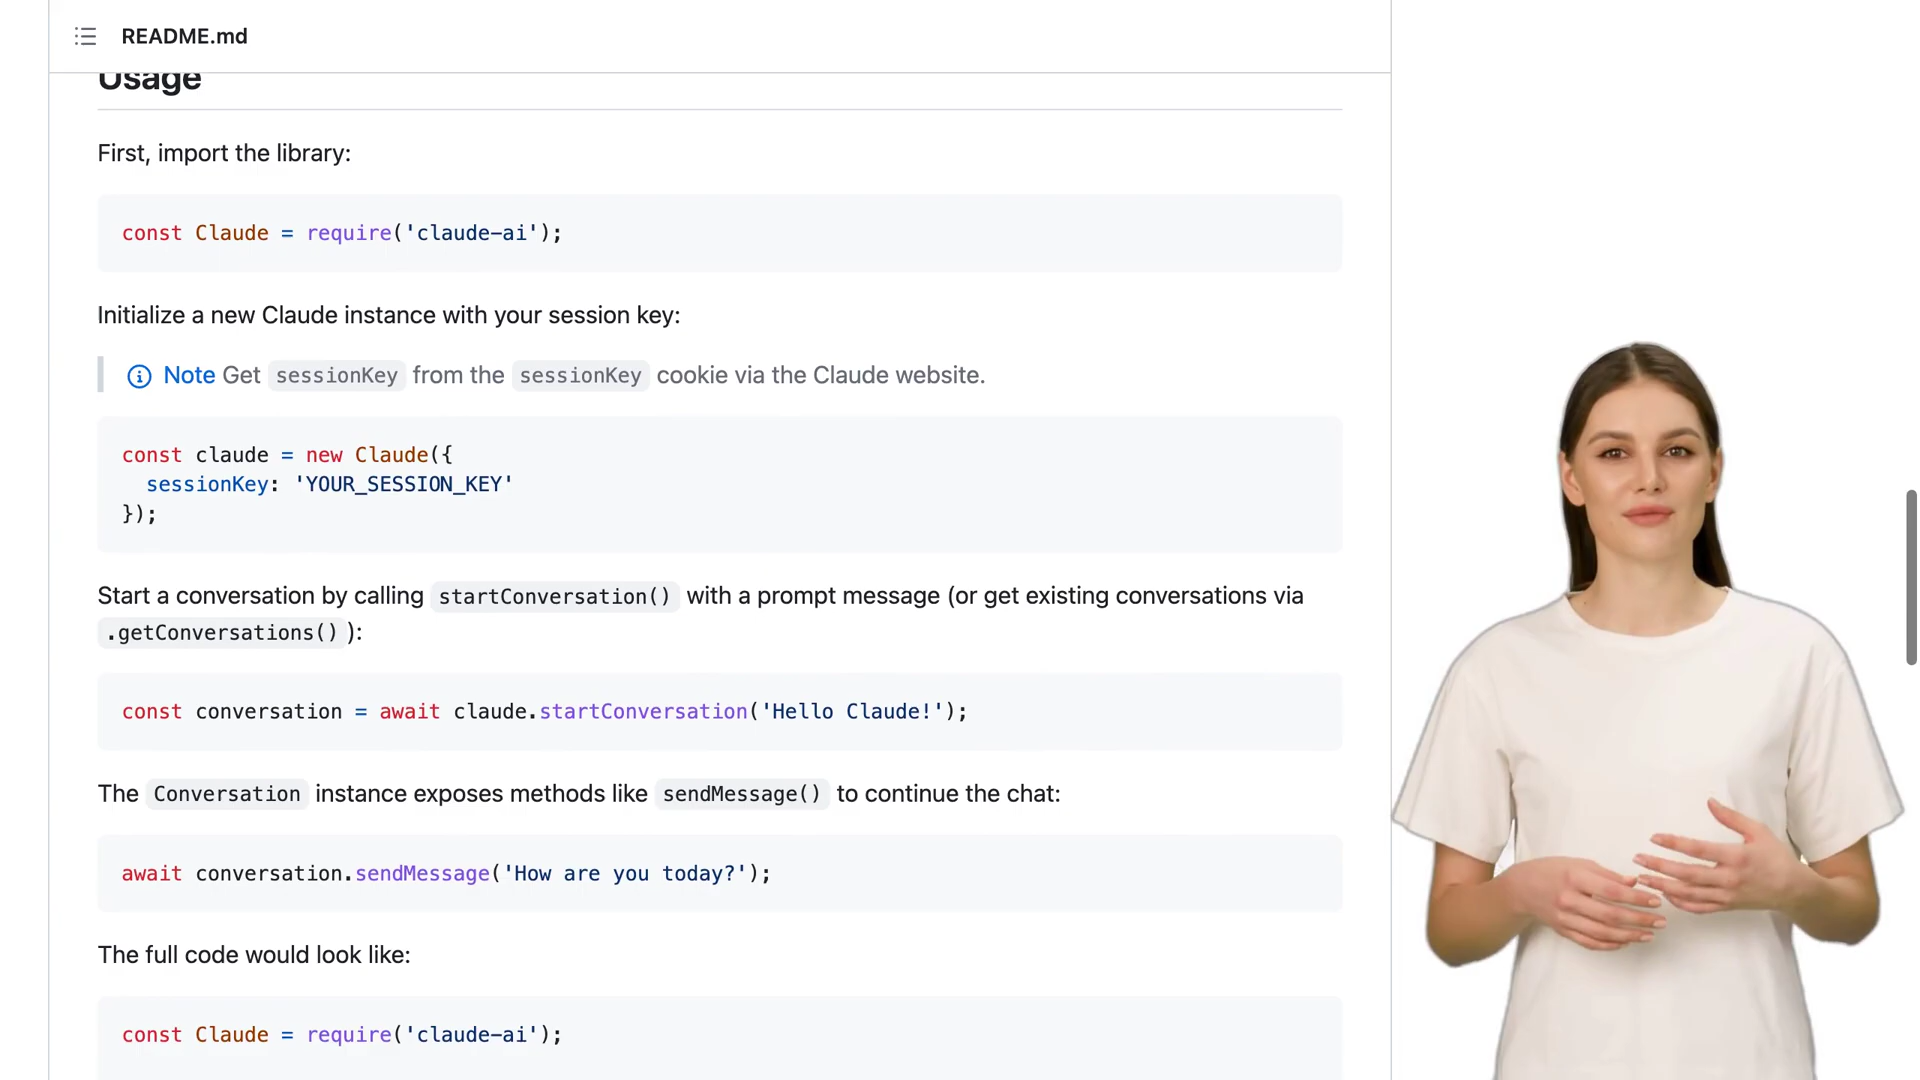 README.md
Usage
First, import the library:
const Claude = require('claude-ai');
Initialize a new Claude instance with your session key:
Note Get sessionKey from the sessionKey cookie via the Claude website.
const claude = new Claude({
  sessionKey: 'YOUR_SESSION_KEY'
});
Start a conversation by calling startConversation() with a prompt message (or get existing conversations via
.getConversations() ):
const conversation = await claude.startConversation('Hello Claude!');
The Conversation instance exposes methods like sendMessage() to continue the chat:
await conversation.sendMessage('How are you today?');
The full code would look like:
const Claude = require('claude-ai');